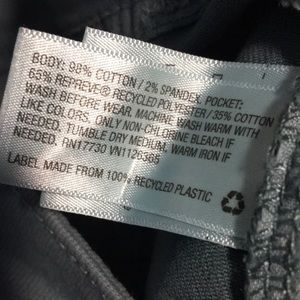 BODY: 98% COTTON / 2% SPANDEX, POCKET:
65% REPREVE® RECYCLED POLYESTER / 35% COTTON
WASH BEFORE WEAR, MACHINE WASH WARM WITH
LIKE COLORS, ONLY NON-CHLORINE BLEACH IF
NEEDED, TUMBLE DRY MEDIUM, WARM IRON IF
NEEDED. RN17730 VN1126365
LABEL MADE FROM 100% RECYCLED PLASTIC